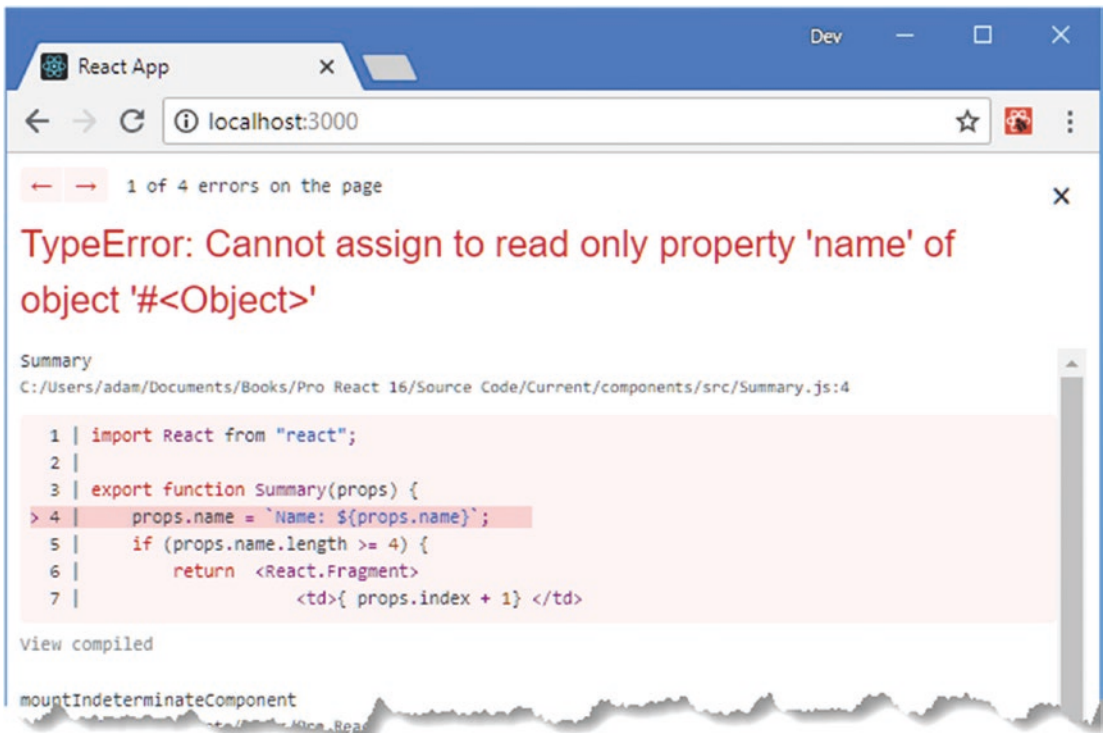 Dev
React App
localhost:3000
← → 1 of 4 errors on the page
TypeError: Cannot assign to read only property 'name' of
object '#<Object>'
Summary
C:/Users/adam/Documents/Books/Pro React 16/Source Code/Current/components/src/Summary.js:4
1 | import React from "react";
2 |
3 | export function Summary(props) {
> 4 |     props.name = `Name: ${props.name}`;
5 |     if (props.name.length >= 4) {
6 |         return  <React.Fragment>
7 |                     <td>{ props.index + 1} </td>
View compiled
mountIndeterminateComponent